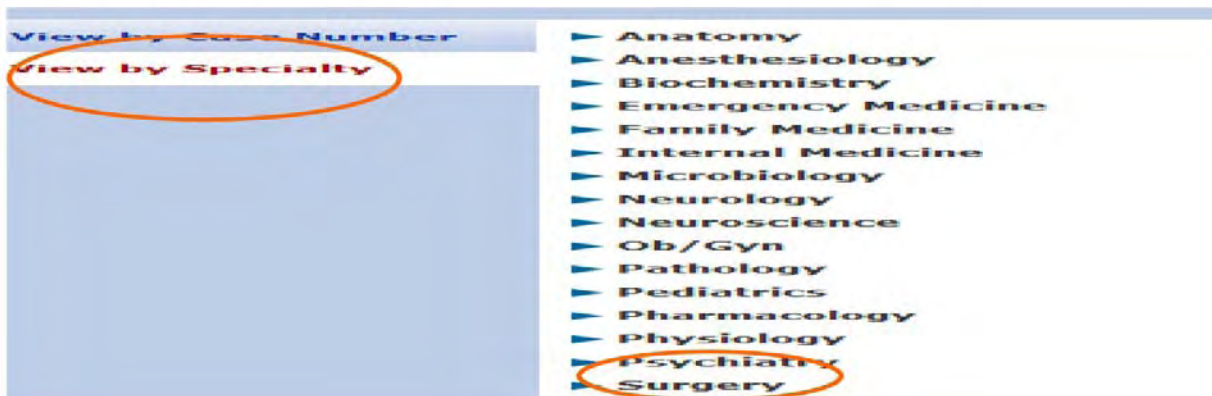 View by Case Number
View by Specialty
Anatomy
Anesthesiology
Biochemistry
Emergency Medicine
Family Medicine
Internal Medicine
Microbiology
Neurology
Neuroscience
Ob/Gyn
Pathology
Pediatrics
Pharmacology
Physiology
Psychiatry
Surgery